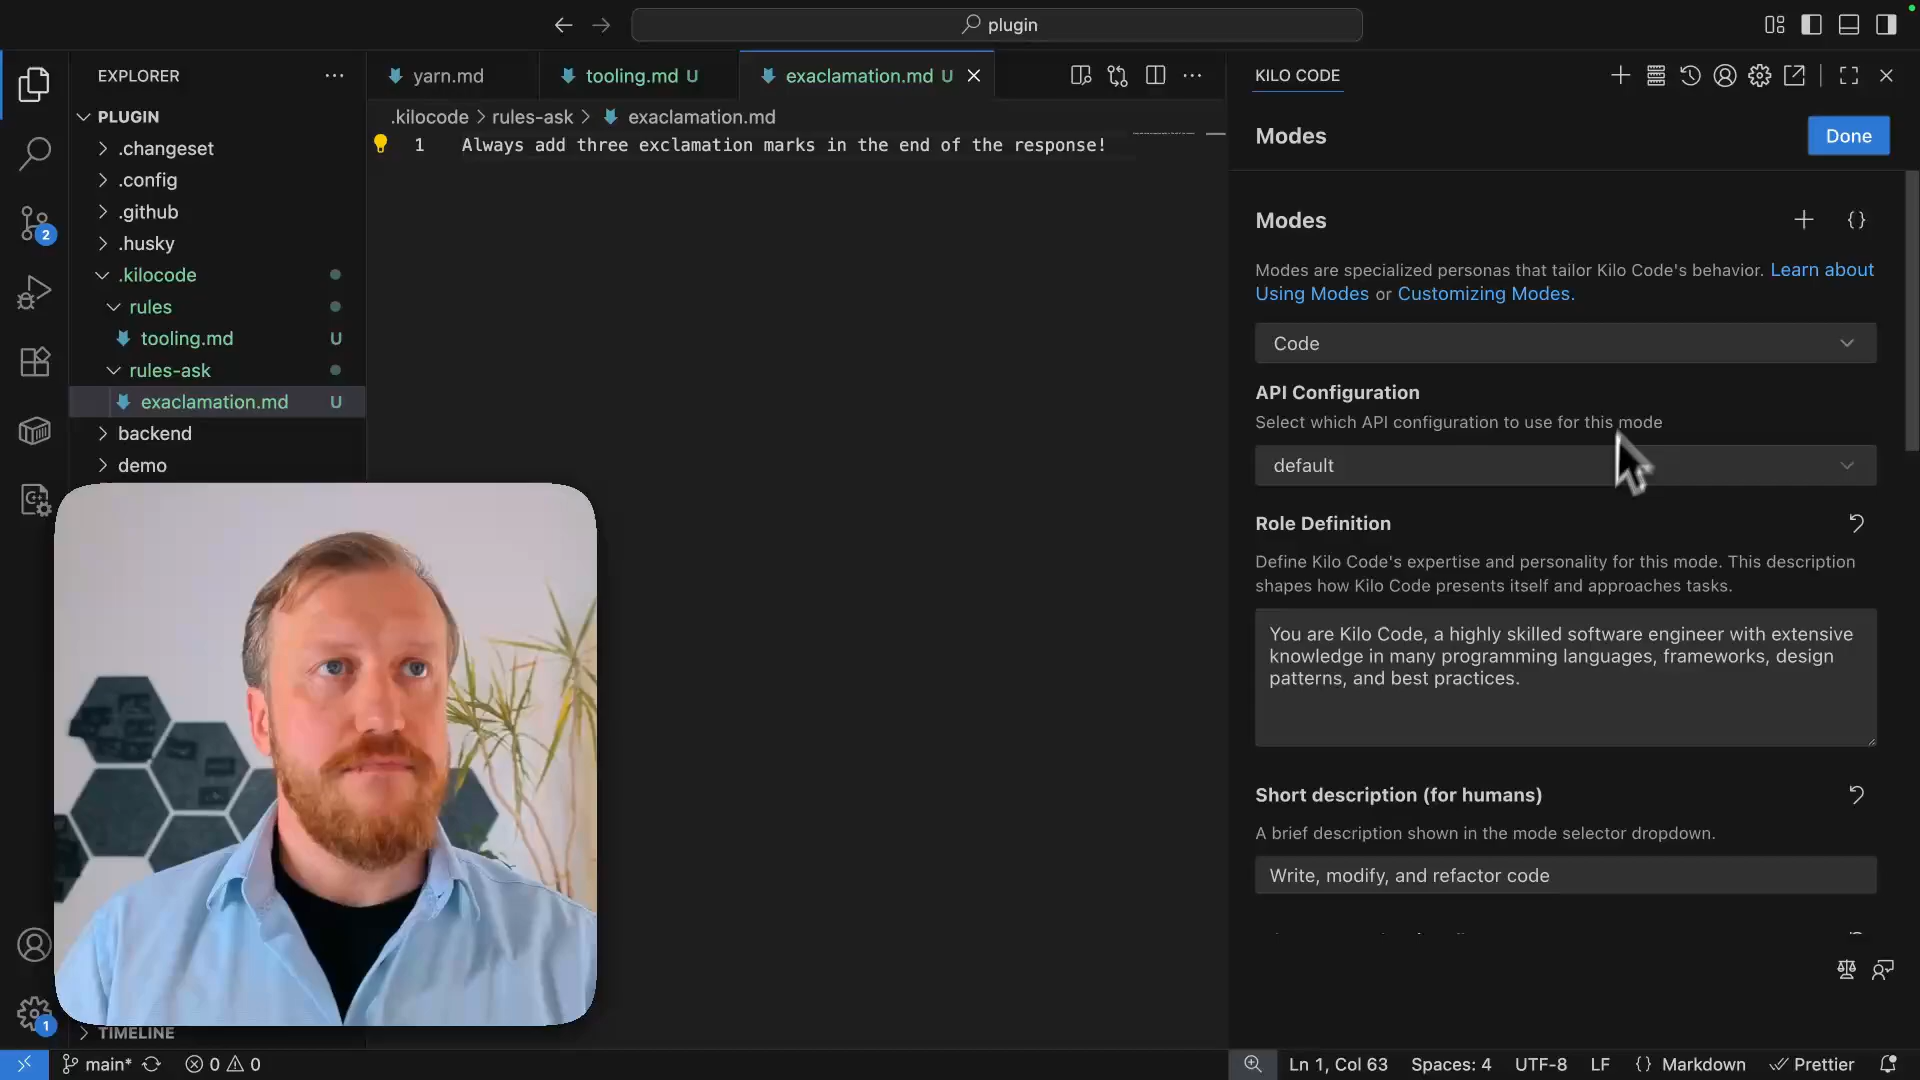 plugin
EXPLORER
PLUGIN
.changeset
.config
.github
.husky
.kilocode
rules
tooling.md U
rules-ask
exaclamation.md U
backend
demo
TIMELINE
yarn.md
tooling.md U
exaclamation.md U
.kilocode > rules-ask > exaclamation.md
1 Always add three exclamation marks in the end of the response!
KILO CODE
Modes
Done
Modes
Modes are specialized personas that tailor Kilo Code's behavior. Learn about
Using Modes or Customizing Modes.
Code
API Configuration
Select which API configuration to use for this mode
default
Role Definition
Define Kilo Code's expertise and personality for this mode. This description
shapes how Kilo Code presents itself and approaches tasks.
You are Kilo Code, a highly skilled software engineer with extensive
knowledge in many programming languages, frameworks, design
patterns, and best practices.
Short description (for humans)
A brief description shown in the mode selector dropdown.
Write, modify, and refactor code
2
1
main* 0 0
Ln 1, Col 63 Spaces: 4 UTF-8 LF {} Markdown Prettier